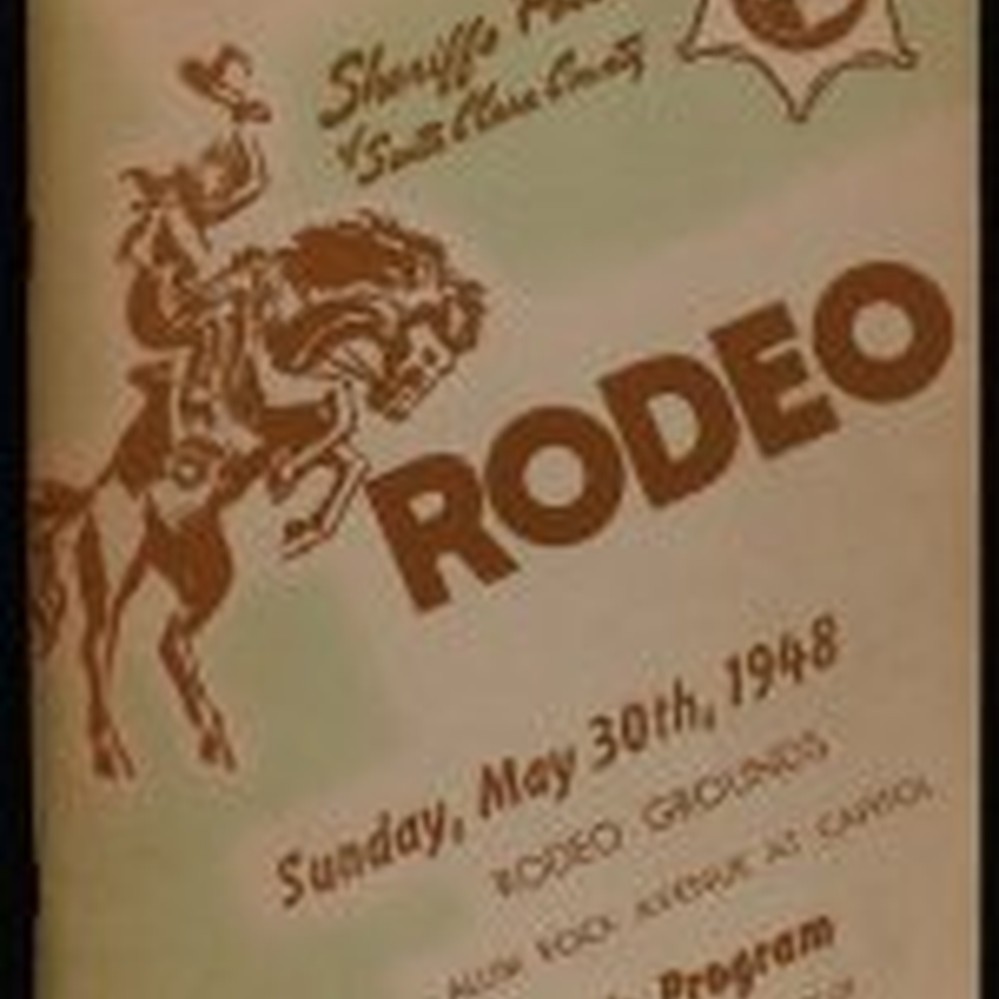 Sheriffs
of Santa Clara County
RODEO
Sunday, May 30th, 1948
RODEO GROUNDS
ALUM ROCK AVENUE AT CAPITOL
Program